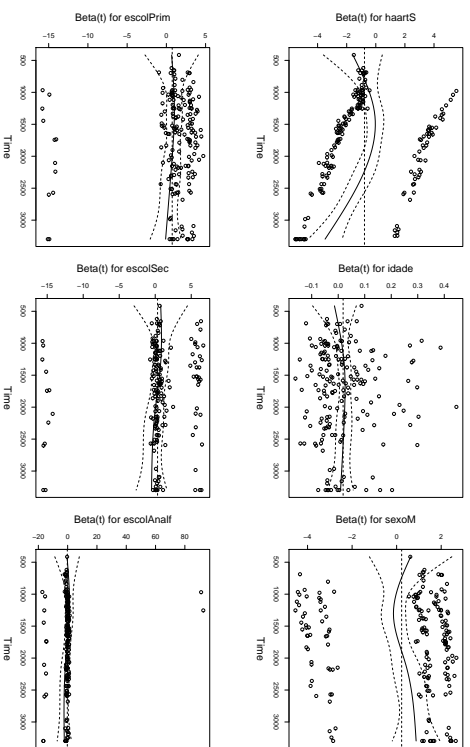 Beta(t) for escolPrim
−15 −10 −5 0 5
500 1000 1500 2000 2500 3000
Time
Beta(t) for haartS
−4 −2 0 2 4
500 1000 1500 2000 2500 3000
Time
Beta(t) for escolSec
−15 −10 −5 0 5
500 1000 1500 2000 2500 3000
Time
Beta(t) for idade
−0.1 0.0 0.1 0.2 0.3 0.4
500 1000 1500 2000 2500 3000
Time
Beta(t) for escolAnalf
−20 0 20 40 60 80
500 1000 1500 2000 2500 3000
Time
Beta(t) for sexoM
−4 −2 0 2
500 1000 1500 2000 2500 3000
Time